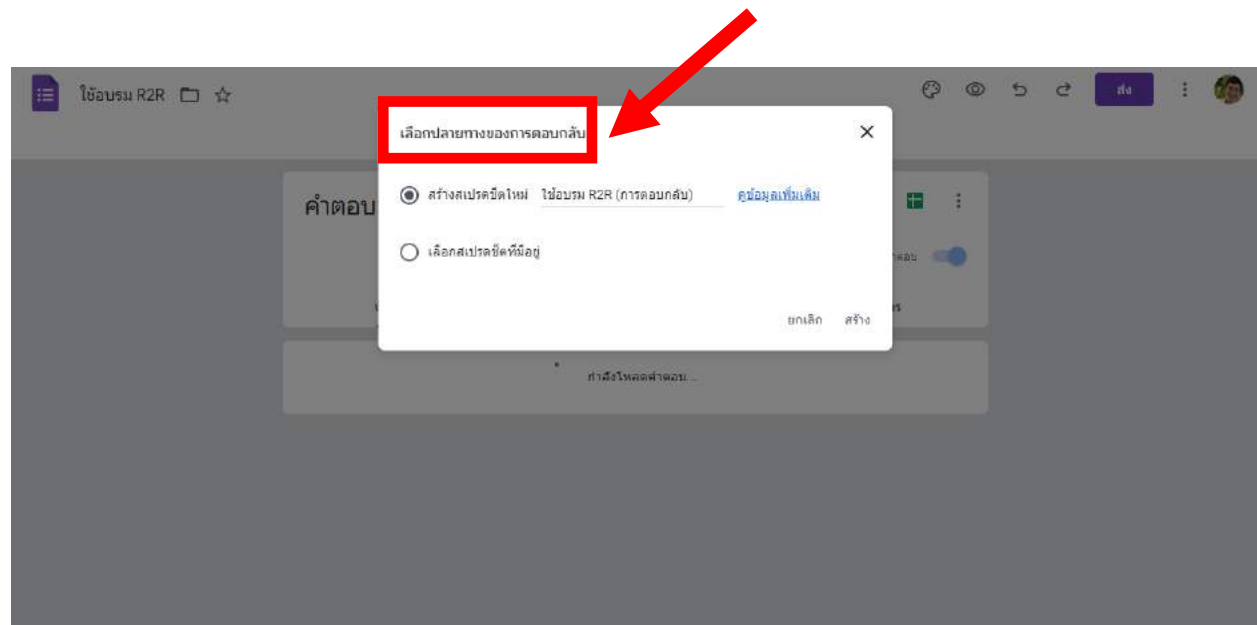 ใช้อบรม R2R
ส่ง
เลือกปลายทางของการตอบกลับ
สร้างสเปรดชีตใหม่ ใช้อบรม R2R (การตอบกลับ) ดูข้อมูลเพิ่มเติม
คำตอบ
เลือกสเปรดชีตที่มีอยู่
ยกเลิก สร้าง
กำลังโหลดคำตอบ...